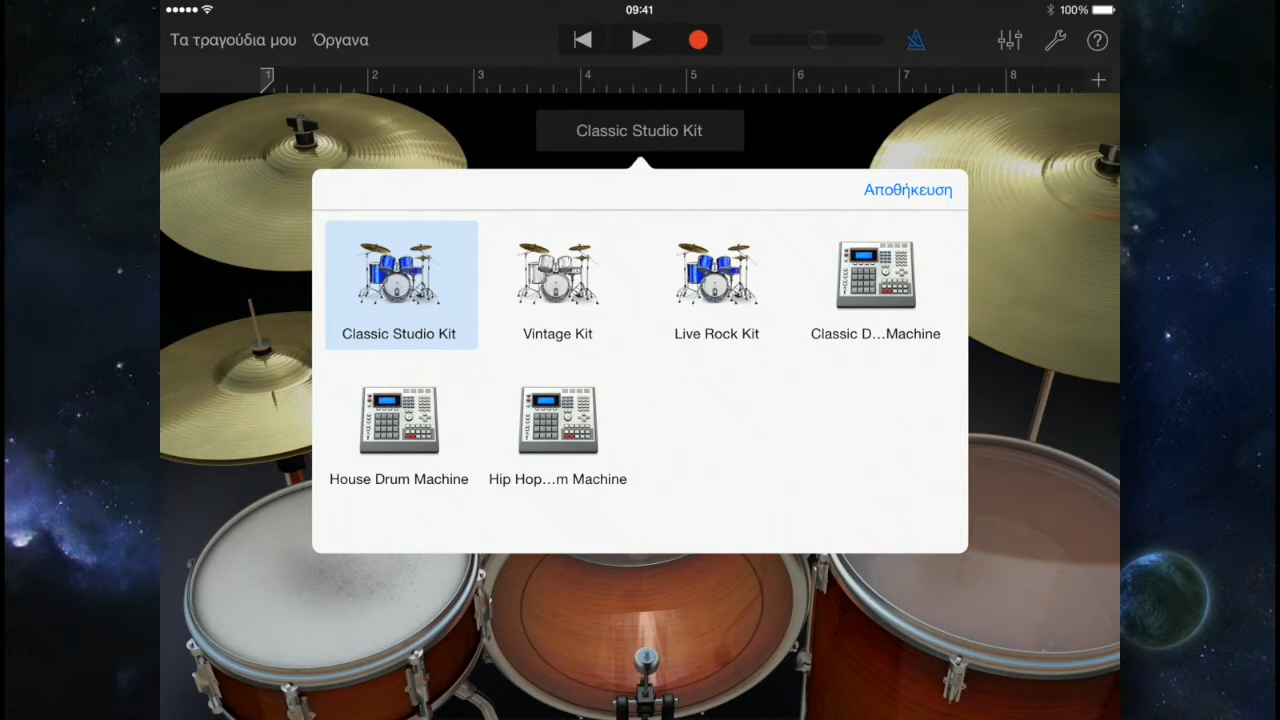 09:41
100%
Τα τραγούδια μου Όργανα
1 2 3 4 5 6 7 8
Classic Studio Kit
Αποθήκευση
Classic Studio Kit
Vintage Kit
Live Rock Kit
Classic D...Machine
House Drum Machine
Hip Hop...m Machine